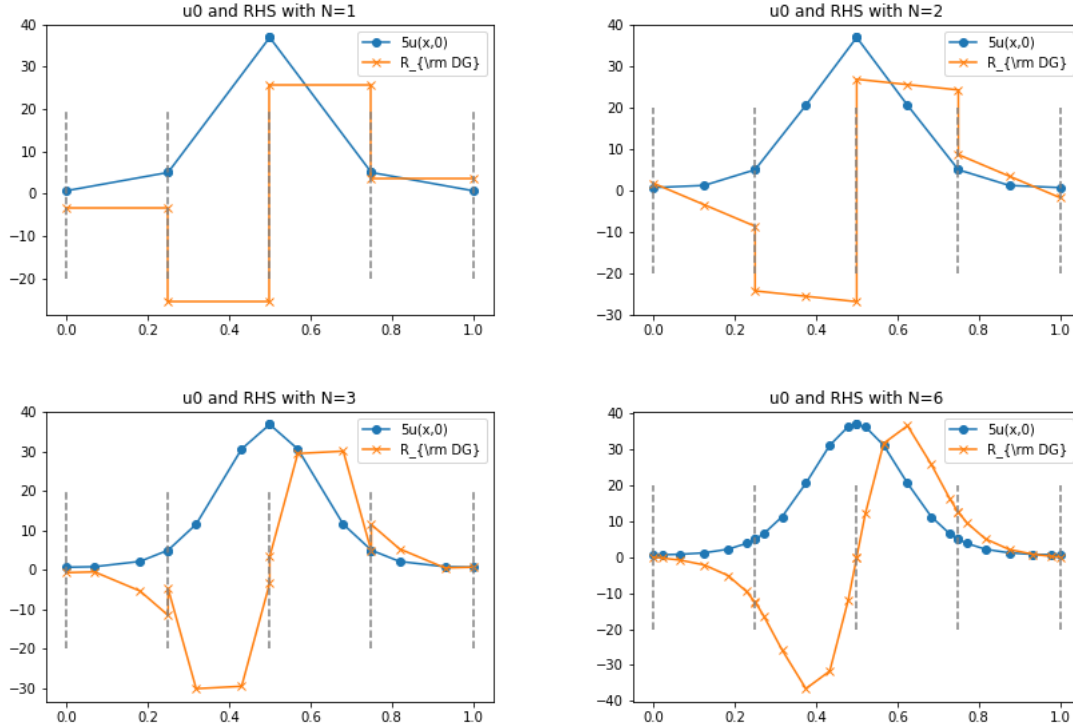 u0 and RHS with N=1
40
30
20
10
0
−10
−20
0.0 0.2 0.4 0.6 0.8 1.0
5u(x,0)
R_{\rm DG}
u0 and RHS with N=2
40
30
20
10
0
−10
−20
−30
0.0 0.2 0.4 0.6 0.8 1.0
5u(x,0)
R_{\rm DG}
u0 and RHS with N=3
40
30
20
10
0
−10
−20
−30
0.0 0.2 0.4 0.6 0.8 1.0
5u(x,0)
R_{\rm DG}
u0 and RHS with N=6
40
30
20
10
0
−10
−20
−30
−40
0.0 0.2 0.4 0.6 0.8 1.0
5u(x,0)
R_{\rm DG}